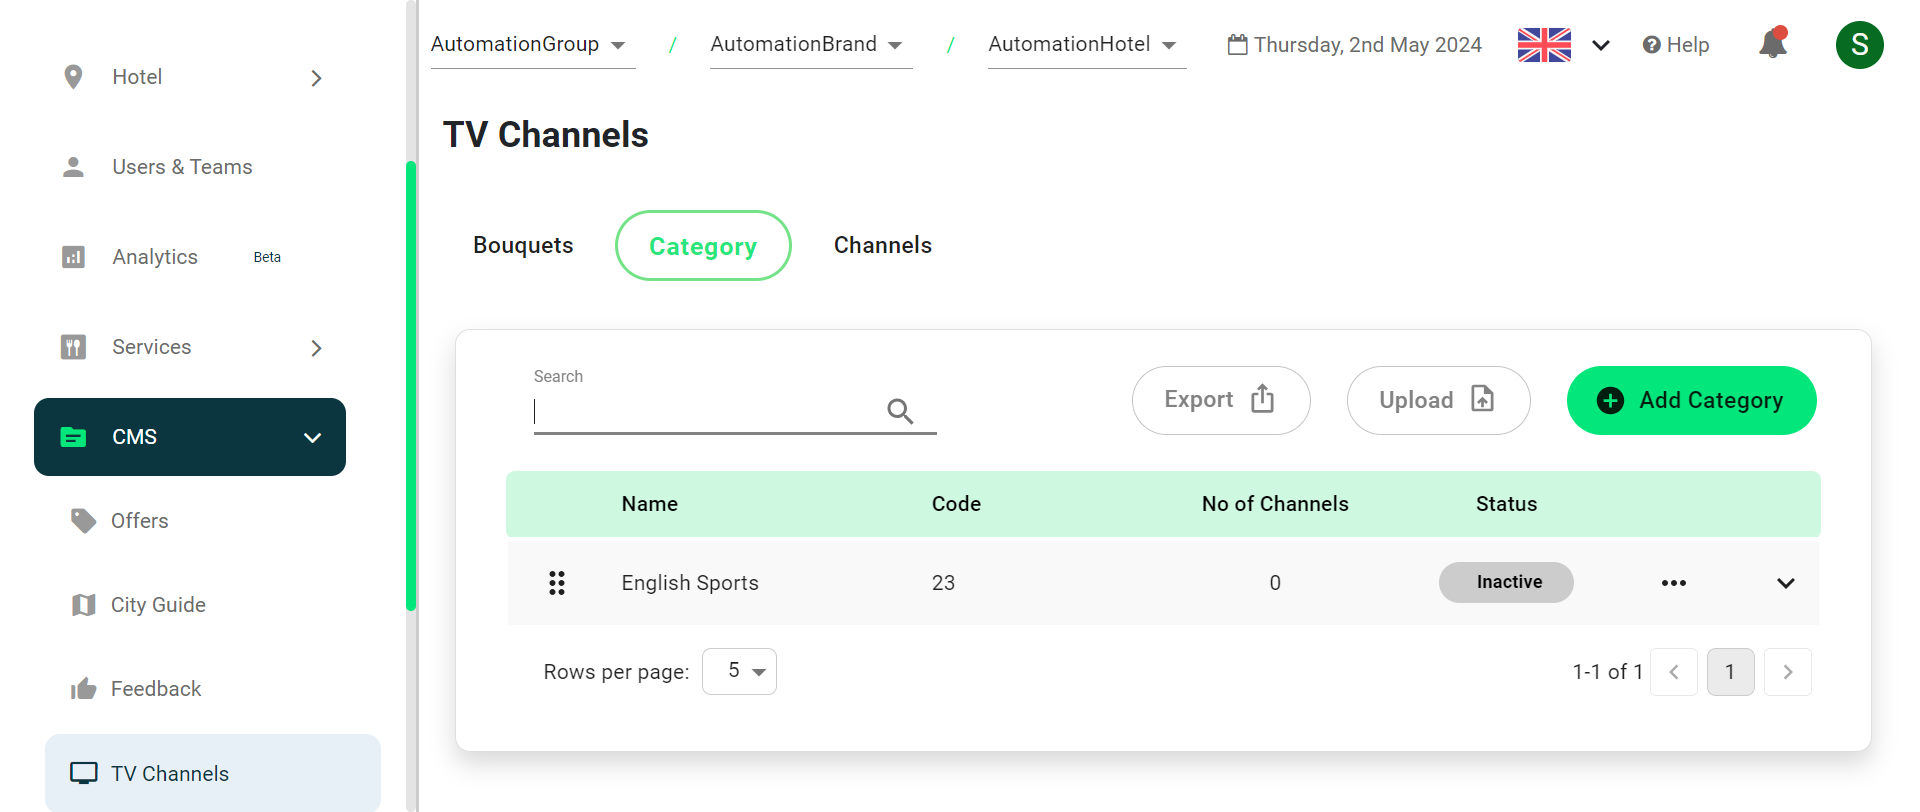 Hotel
Users & Teams
Analytics Beta
Services
CMS
Offers
City Guide
Feedback
TV Channels
AutomationGroup / AutomationBrand / AutomationHotel Thursday, 2nd May 2024 Help S
TV Channels
Bouquets Category Channels
Search
Export Upload Add Category
Name Code No of Channels Status
English Sports 23 0 Inactive
Rows per page: 5 1-1 of 1 1